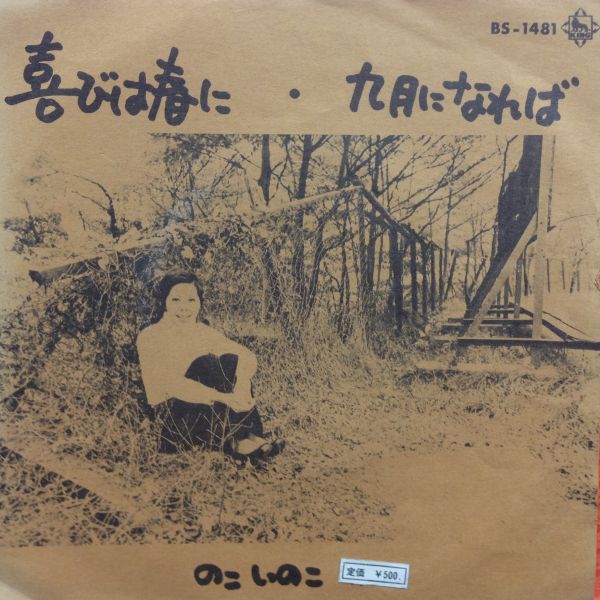 BS-1481
KING
喜びは春に・九月になれば
のこいのこ
定価 ¥500.